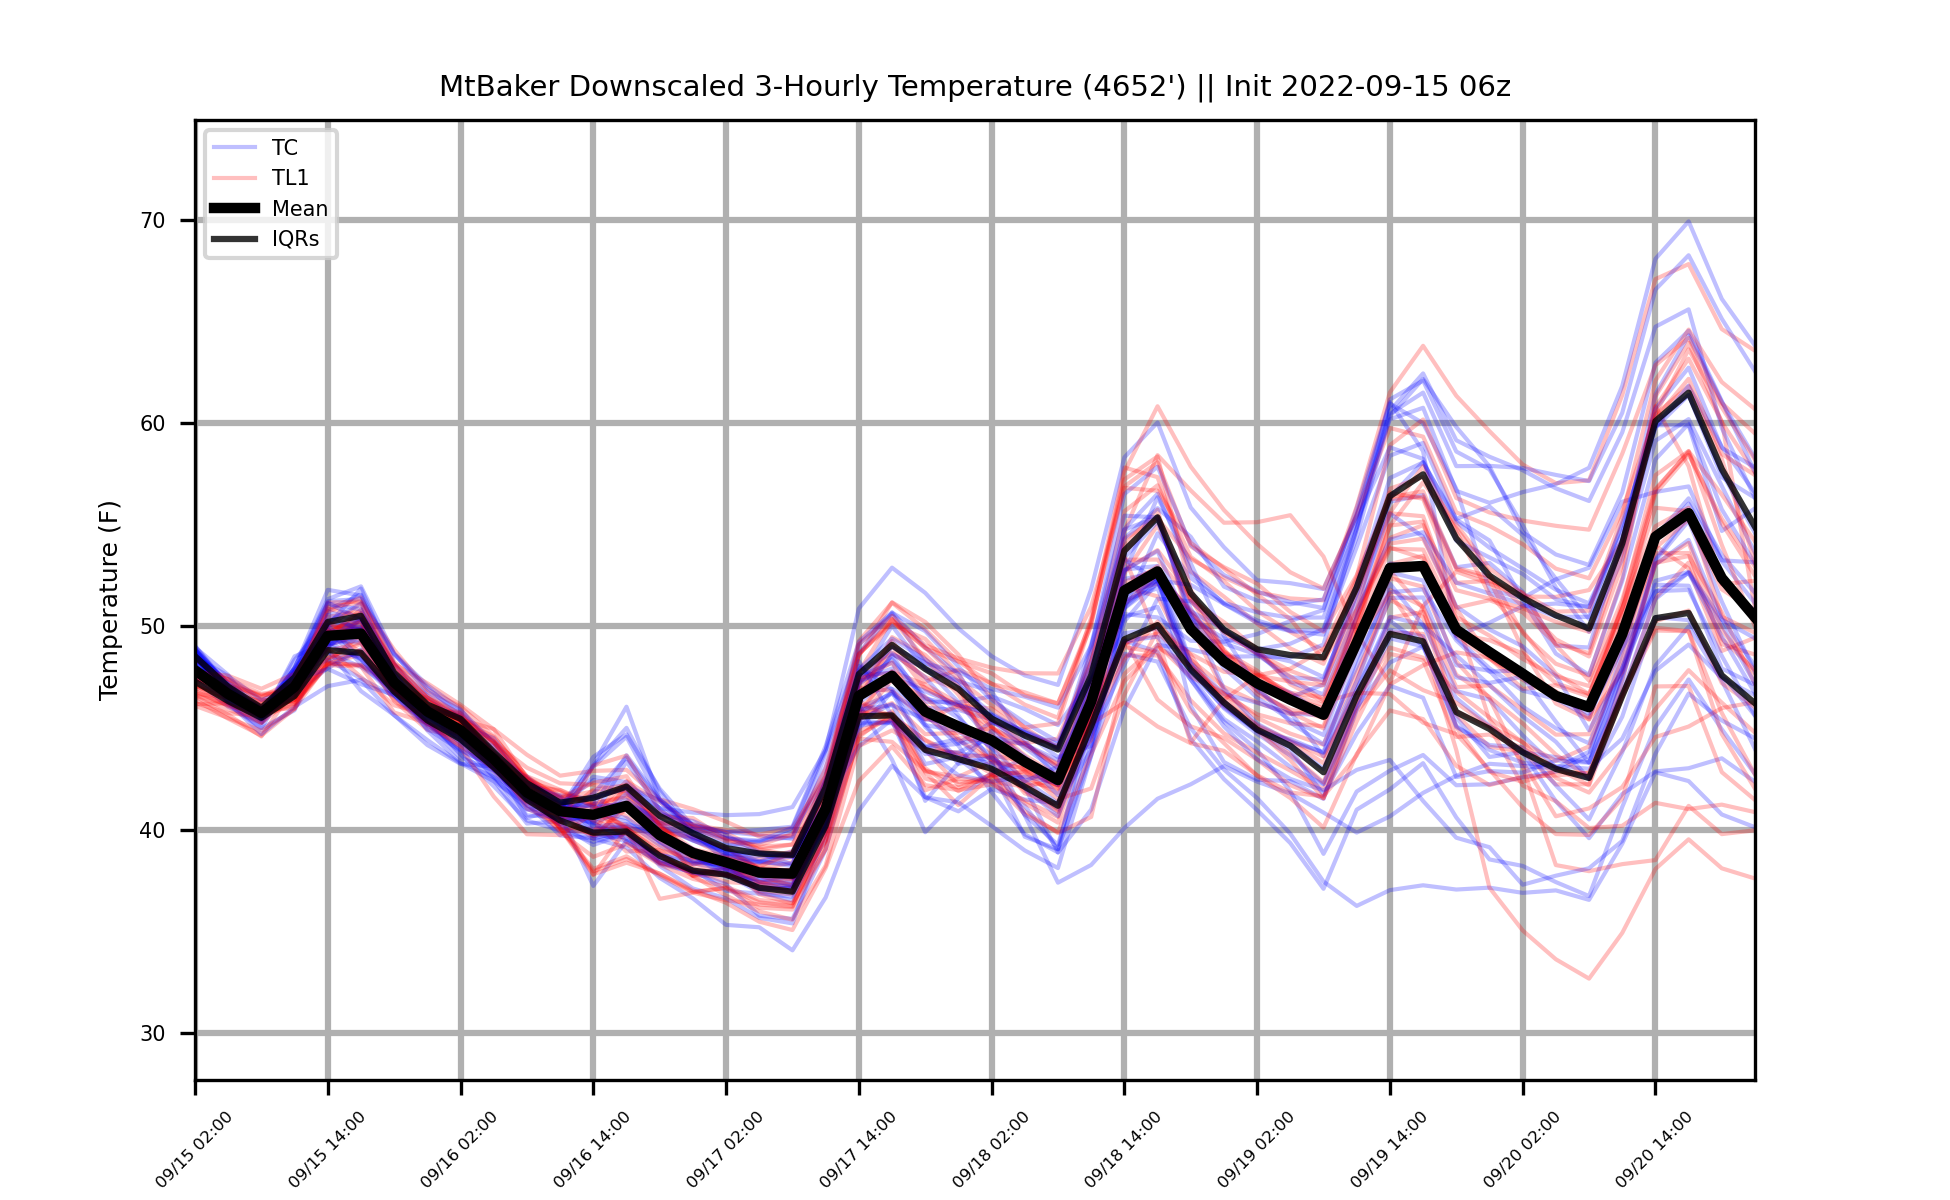 MtBaker Downscaled 3-Hourly Temperature (4652') || Init 2022-09-15 06z
TC
TL1
Mean
IQRs
Temperature (F)
70
60
50
40
30
09/15 02:00
09/15 14:00
09/16 02:00
09/16 14:00
09/17 02:00
09/17 14:00
09/18 02:00
09/18 14:00
09/19 02:00
09/19 14:00
09/20 02:00
09/20 14:00